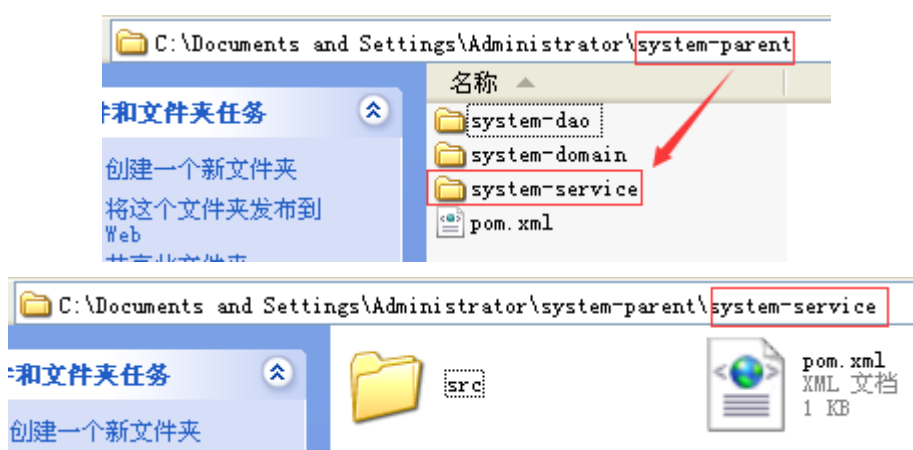 C:\Documents and Settings\Administrator\system-parent
名称
件和文件夹任务
system-dao
system-domain
创建一个新文件夹
system-service
将这个文件夹发布到
Web
pom.xml
C:\Documents and Settings\Administrator\system-parent\system-service
件和文件夹任务
src
pom.xml
XML 文档
1 KB
创建一个新文件夹